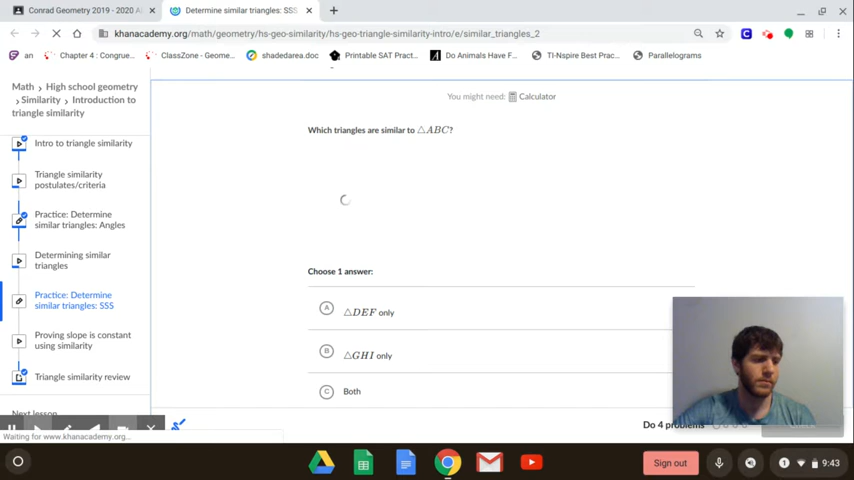 Conrad Geometry 2019 - 2020 A
Determine similar triangles: SSS
khanacademy.org/math/geometry/hs-geo-similarity/hs-geo-triangle-similarity-intro/e/similar_triangles_2
an
Chapter 4 : Congrue...
ClassZone - Geome...
shadedarea.doc
Printable SAT Pract...
Do Animals Have F...
TI-Nspire Best Prac...
Parallelograms
Math > High school geometry
> Similarity > Introduction to
triangle similarity
Intro to triangle similarity
Triangle similarity
postulates/criteria
Practice: Determine
similar triangles: Angles
Determining similar
triangles
Practice: Determine
similar triangles: SSS
Proving slope is constant
using similarity
Triangle similarity review
Next lesson
You might need: Calculator
Which triangles are similar to △ABC?
Choose 1 answer:
A △DEF only
B △GHI only
C Both
Do 4 problems
Waiting for www.khanacademy.org...
Sign out
1
9:43